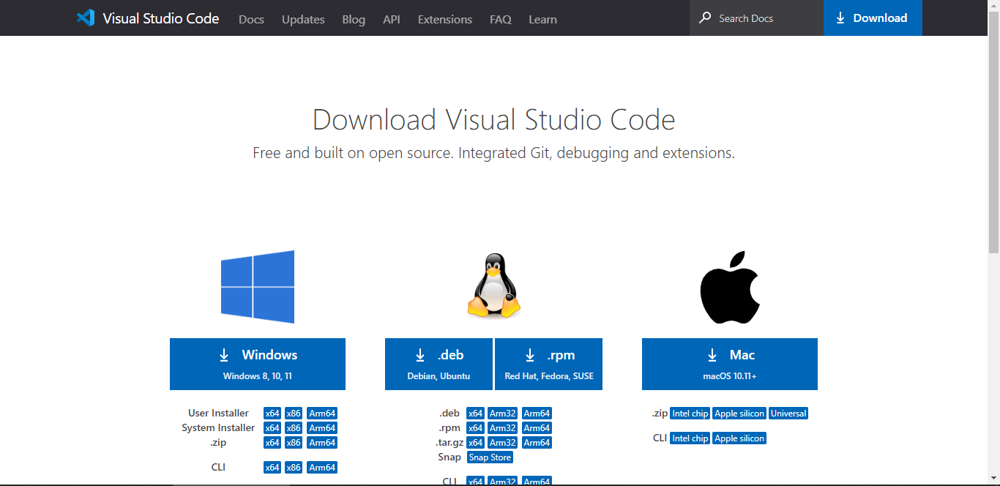 Visual Studio Code Docs Updates Blog API Extensions FAQ Learn Search Docs Download
Download Visual Studio Code
Free and built on open source. Integrated Git, debugging and extensions.
Windows
Windows 8, 10, 11
User Installer x64 x86 Arm64
System Installer x64 x86 Arm64
.zip x64 x86 Arm64
CLI x64 x86 Arm64
.deb
Debian, Ubuntu
.rpm
Red Hat, Fedora, SUSE
.deb x64 Arm32 Arm64
.rpm x64 Arm32 Arm64
.tar.gz x64 Arm32 Arm64
Snap Snap Store
CLI x64 Arm32 Arm64
Mac
macOS 10.11+
.zip Intel chip Apple silicon Universal
CLI Intel chip Apple silicon